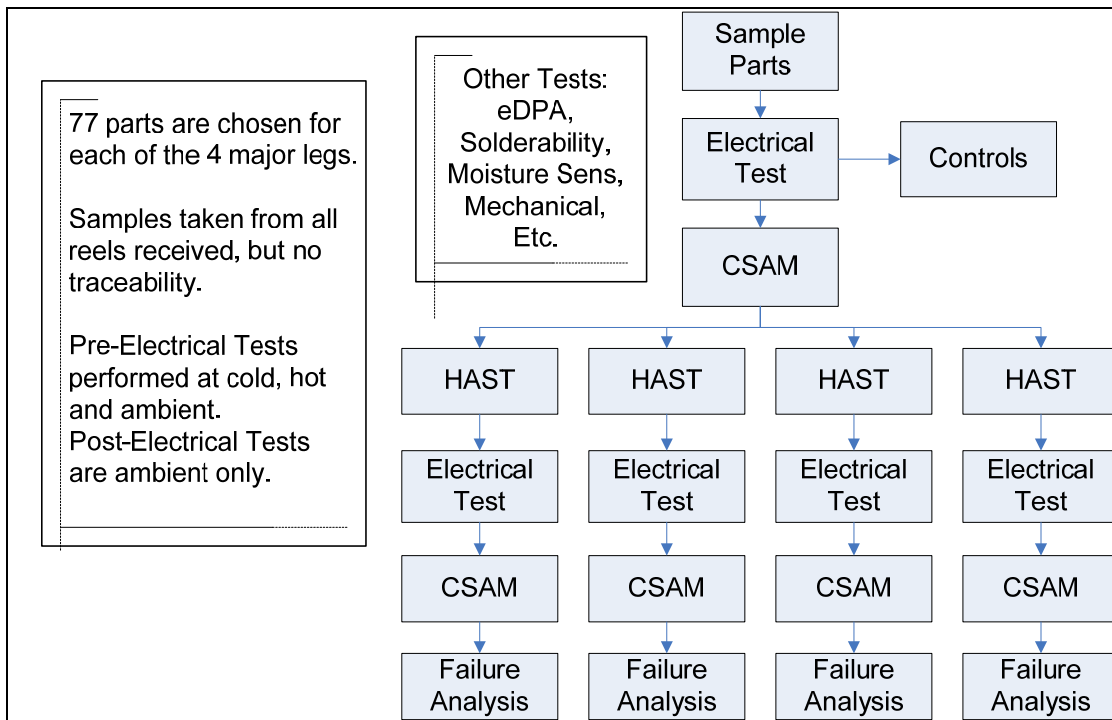 77 parts are chosen for
each of the 4 major legs.
Samples taken from all
reels received, but no
traceability.
Pre-Electrical Tests
performed at cold, hot
and ambient.
Post-Electrical Tests
are ambient only.
Other Tests:
eDPA,
Solderability,
Moisture Sens,
Mechanical,
Etc.
Sample
Parts
Electrical
Test
Controls
CSAM
HAST
HAST
HAST
HAST
Electrical
Test
Electrical
Test
Electrical
Test
Electrical
Test
CSAM
CSAM
CSAM
CSAM
Failure
Analysis
Failure
Analysis
Failure
Analysis
Failure
Analysis